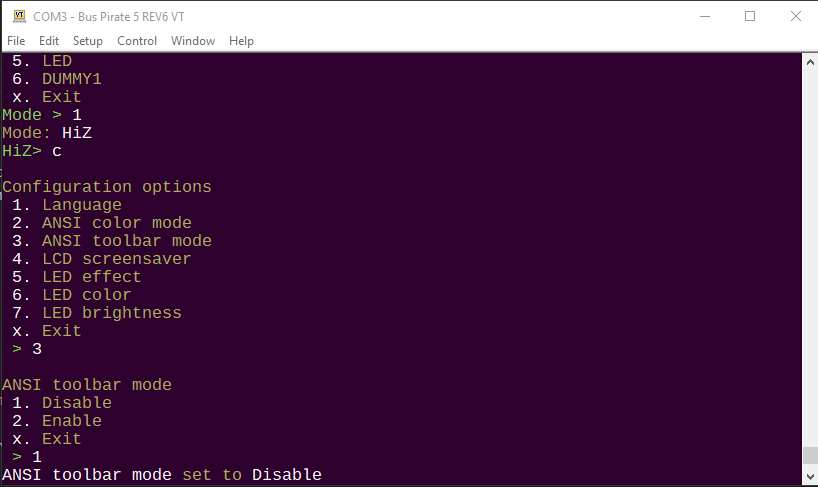 COM3 - Bus Pirate 5 REV6 VT
File Edit Setup Control Window Help
5. LED
6. DUMMY1
x. Exit
Mode > 1
Mode: HiZ
HiZ> c
Configuration options
1. Language
2. ANSI color mode
3. ANSI toolbar mode
4. LCD screensaver
5. LED effect
6. LED color
7. LED brightness
x. Exit
> 3
ANSI toolbar mode
1. Disable
2. Enable
x. Exit
> 1
ANSI toolbar mode set to Disable